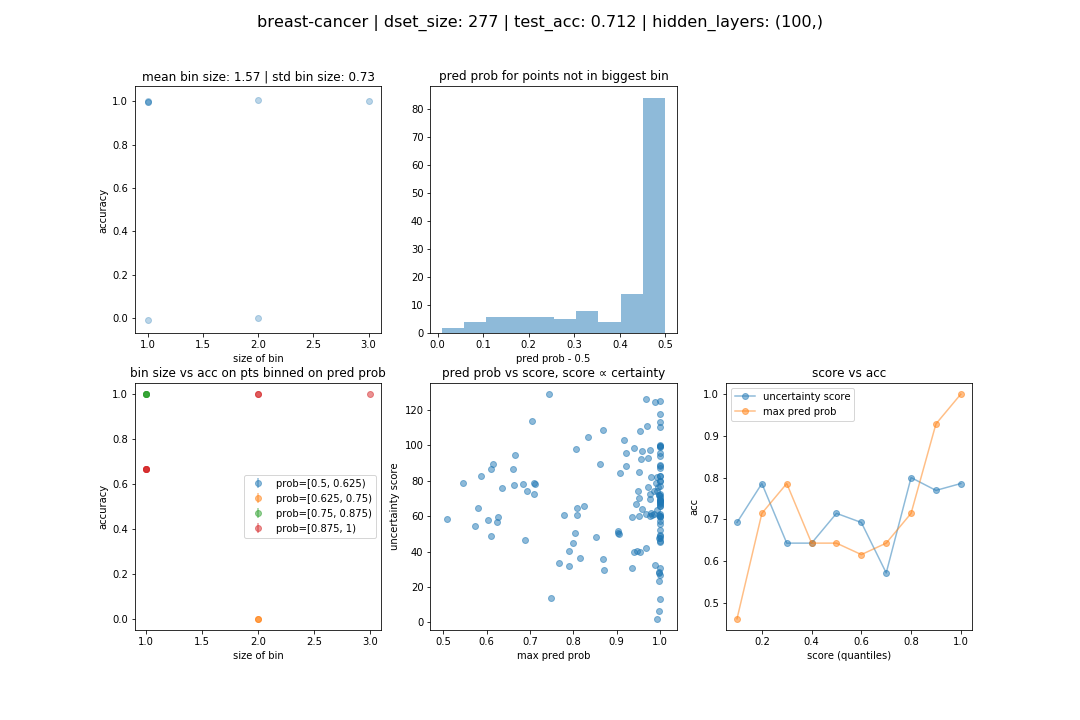 breast-cancer | dset_size: 277 | test_acc: 0.712 | hidden_layers: (100,)
mean bin size: 1.57 | std bin size: 0.73
accuracy
1.0
0.8
0.6
0.4
0.2
0.0
1.0 1.5 2.0 2.5 3.0
size of bin
pred prob for points not in biggest bin
80
70
60
50
40
30
20
10
0
0.0 0.1 0.2 0.3 0.4 0.5
pred prob - 0.5
bin size vs acc on pts binned on pred prob
accuracy
1.0
0.8
0.6
0.4
0.2
0.0
prob=[0.5, 0.625)
prob=[0.625, 0.75)
prob=[0.75, 0.875)
prob=[0.875, 1)
1.0 1.5 2.0 2.5 3.0
size of bin
pred prob vs score, score ∝ certainty
uncertainty score
120
100
80
60
40
20
0
0.5 0.6 0.7 0.8 0.9 1.0
max pred prob
score vs acc
acc
1.0
0.9
0.8
0.7
0.6
0.5
uncertainty score
max pred prob
0.2 0.4 0.6 0.8 1.0
score (quantiles)